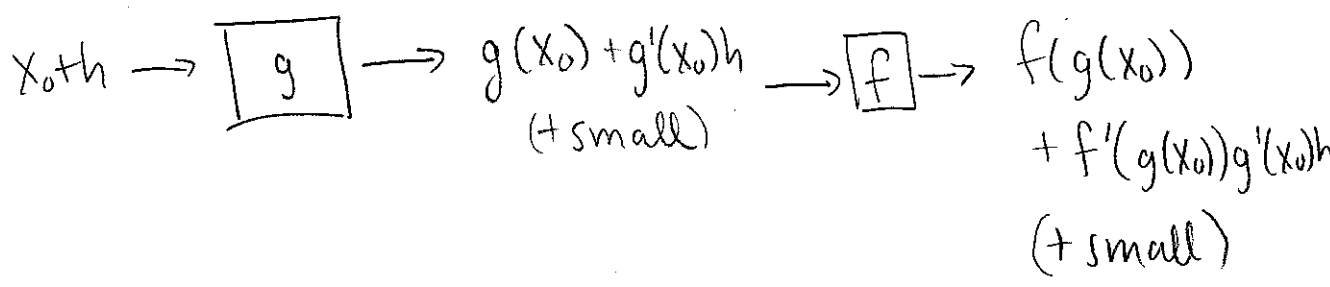 x₀+h → g → g(x₀) + g'(x₀)h → f → f(g(x₀))
(+ small)
+ f'(g(x₀))g'(x₀)h
(+ small)